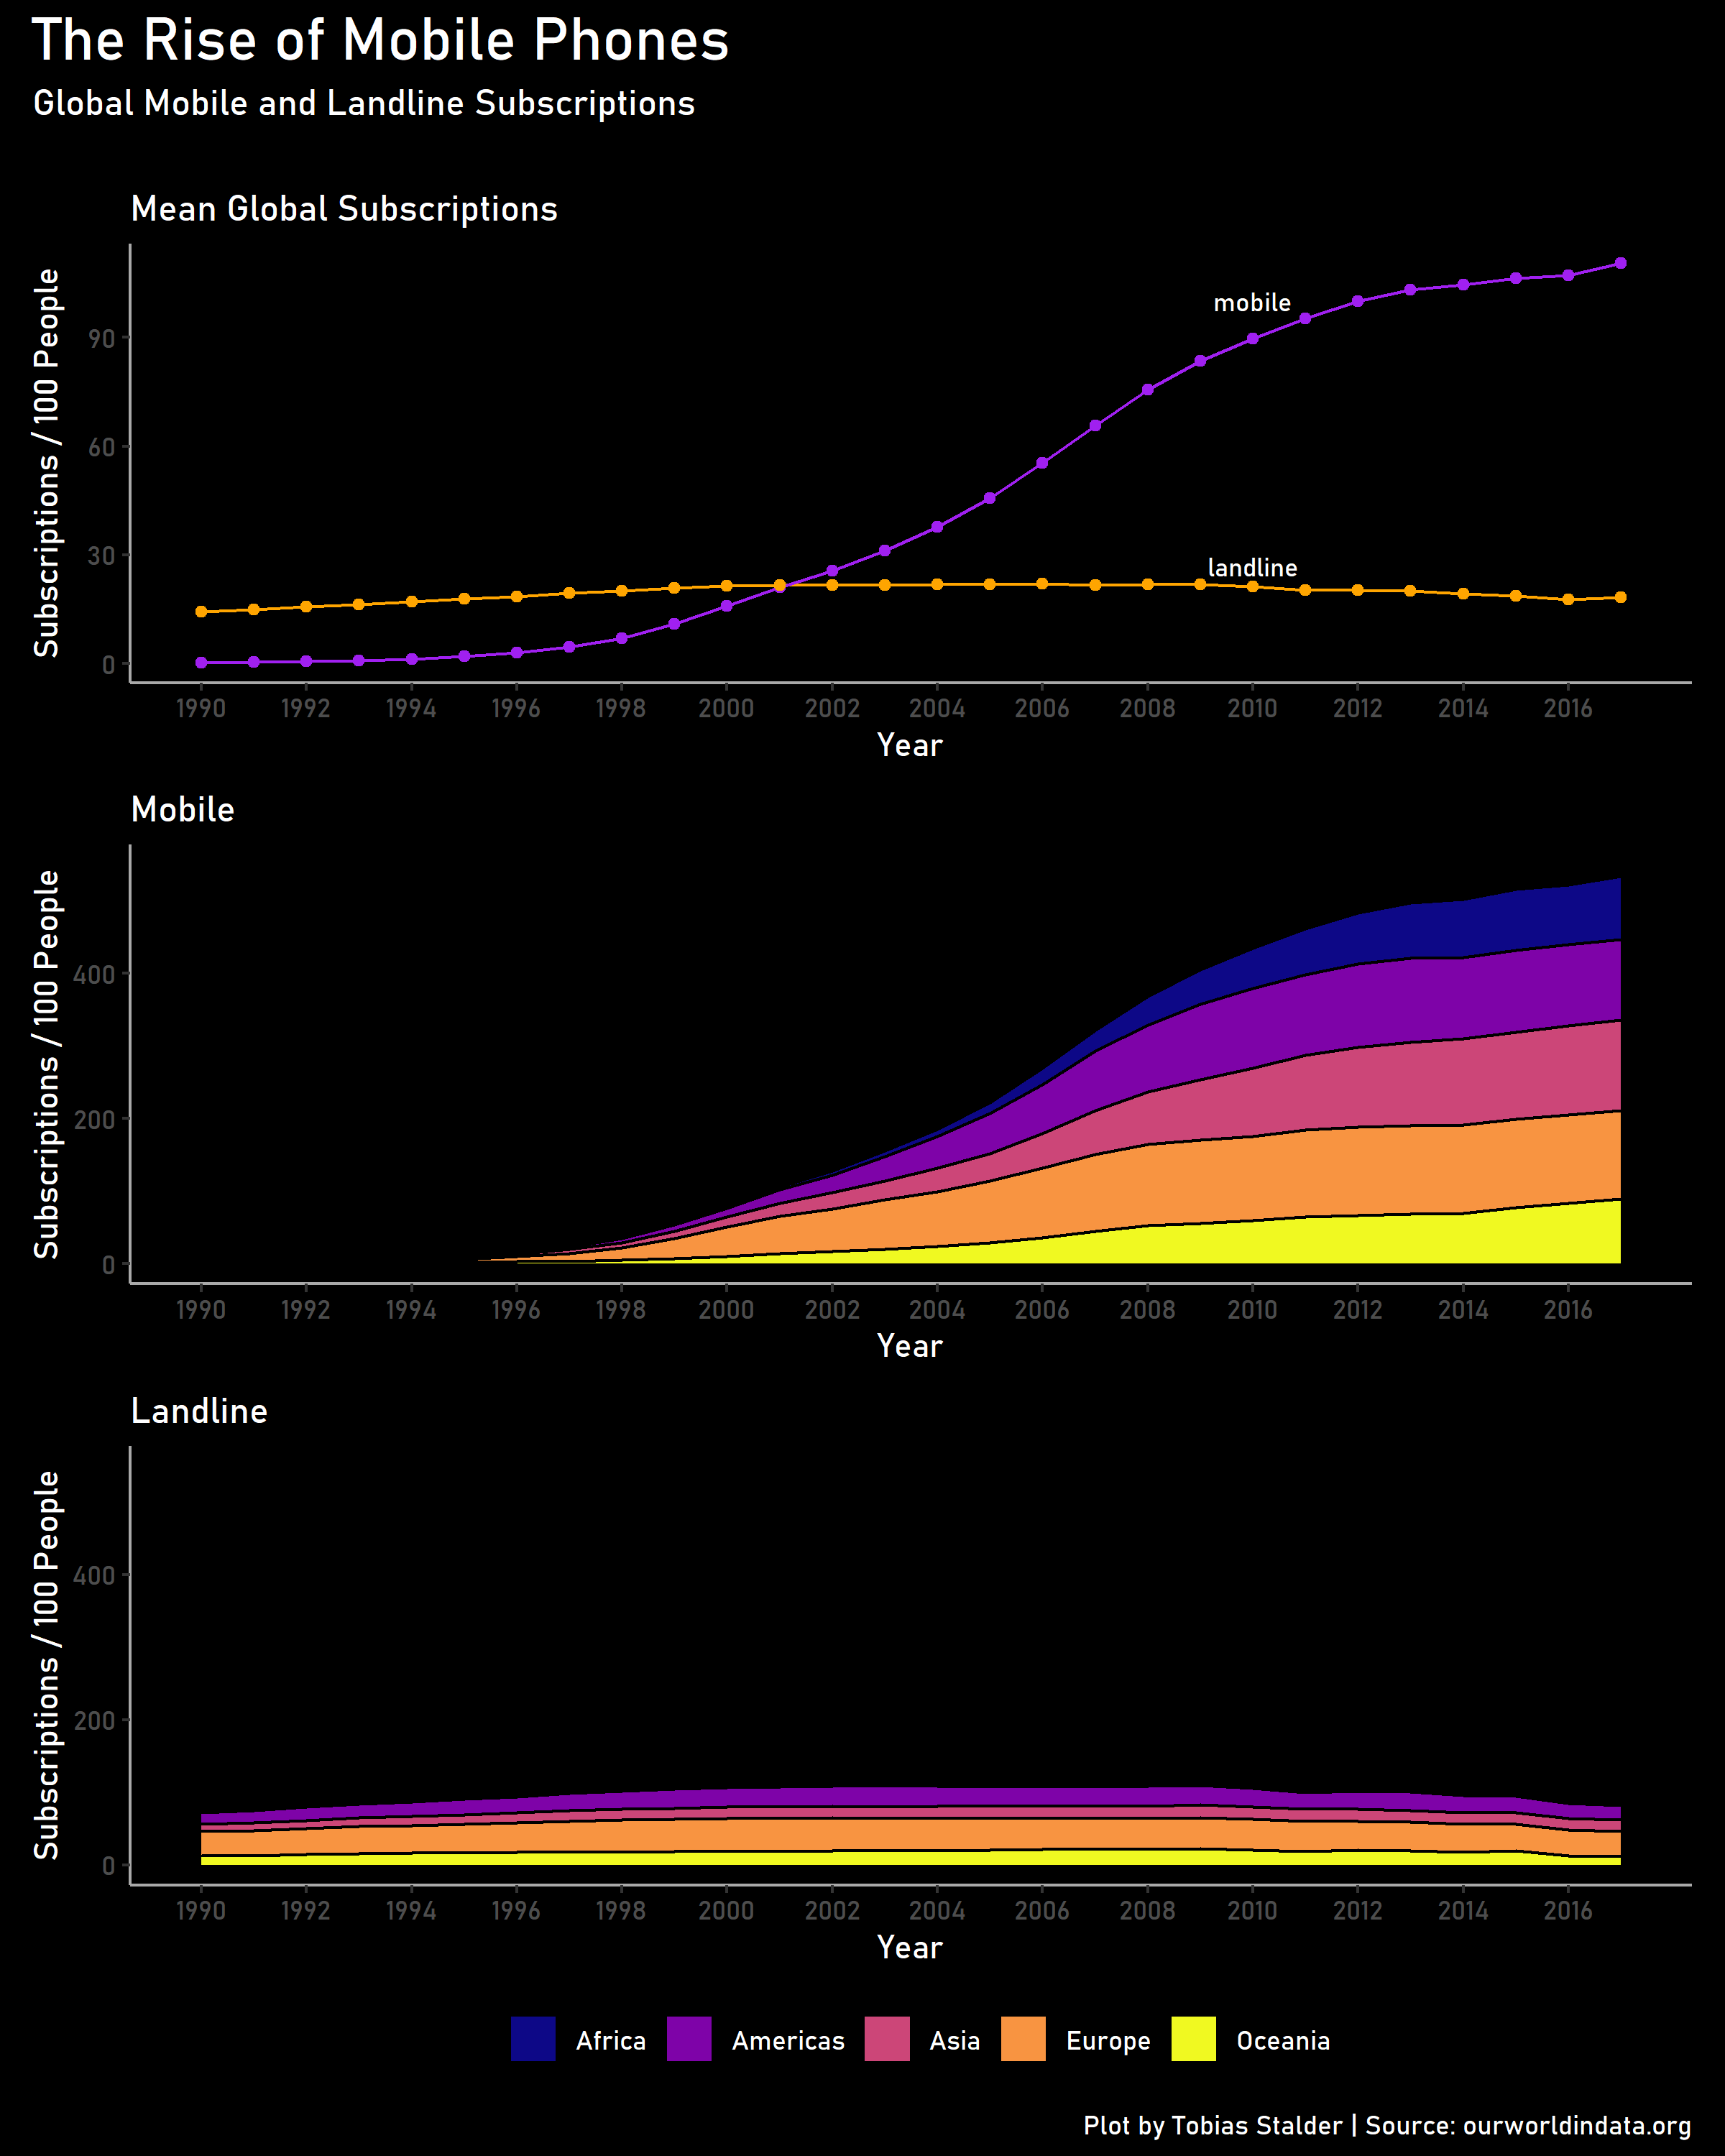 The Rise of Mobile Phones
Global Mobile and Landline Subscriptions
Mean Global Subscriptions
Subscriptions / 100 People
90
60
30
0
mobile
landline
1990 1992 1994 1996 1998 2000 2002 2004 2006 2008 2010 2012 2014 2016
Year
Mobile
Subscriptions / 100 People
400
200
0
1990 1992 1994 1996 1998 2000 2002 2004 2006 2008 2010 2012 2014 2016
Year
Landline
Subscriptions / 100 People
400
200
0
1990 1992 1994 1996 1998 2000 2002 2004 2006 2008 2010 2012 2014 2016
Year
Africa Americas Asia Europe Oceania
Plot by Tobias Stalder | Source: ourworldindata.org